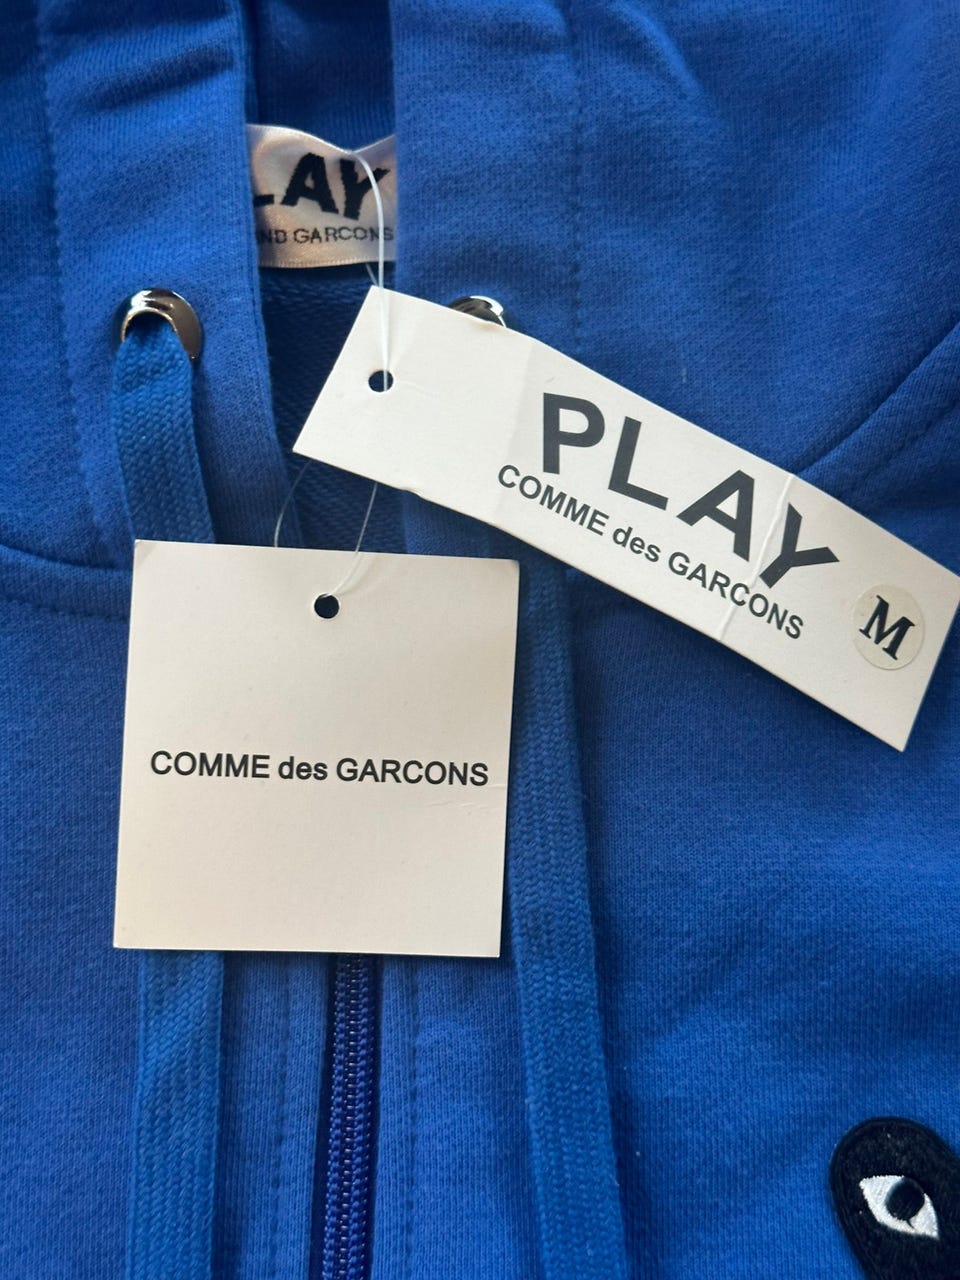 LAY
ND GARCONS
PLAY
COMME des GARCONS
M
COMME des GARCONS